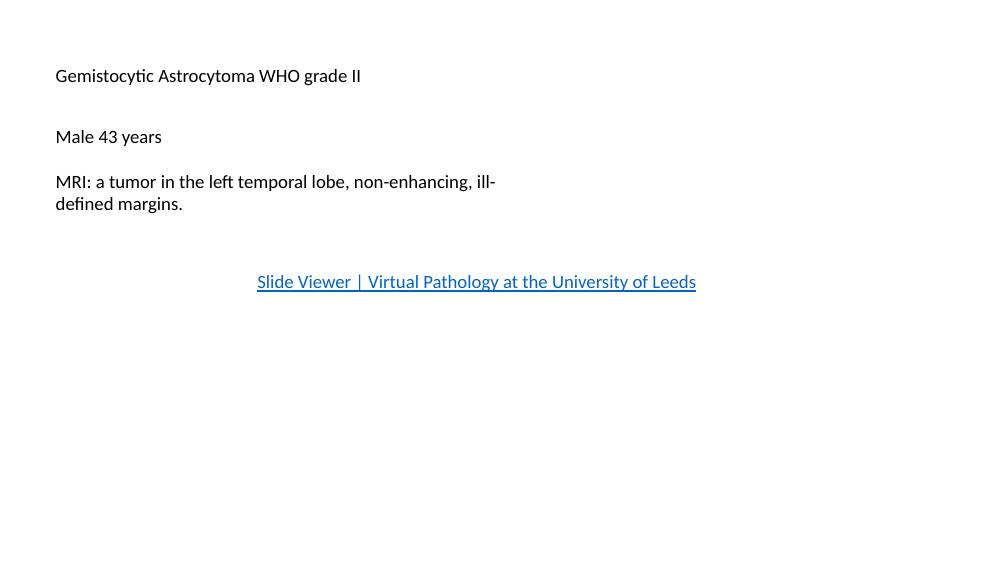 Gemistocytic Astrocytoma WHO grade II
Male 43 years
MRI: a tumor in the left temporal lobe, non-enhancing, ill-
defined margins.
Slide Viewer | Virtual Pathology at the University of Leeds